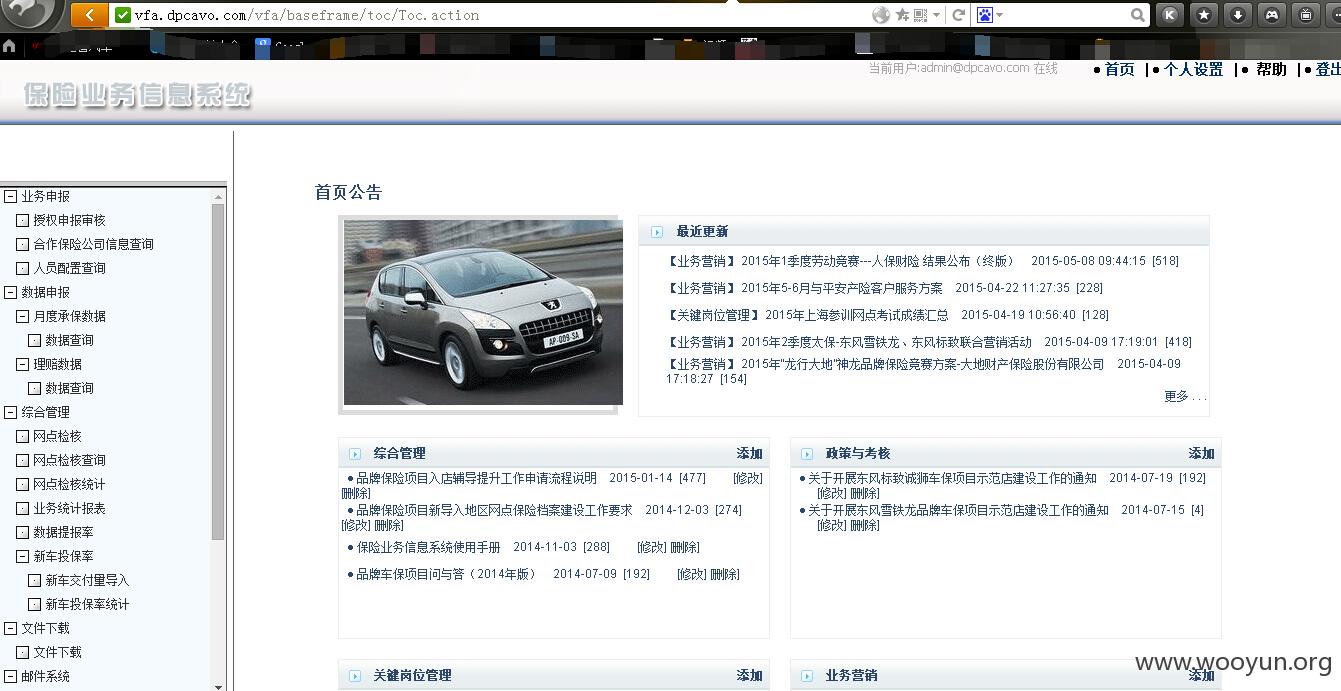 vfa.dpcavo.com/vfa/baseframe/toc/Toc.action
当前用户:admin@dpcavo.com 在线
首页 | 个人设置 | 帮助 | 登出
保险业务信息系统
业务申报
授权申报审核
合作保险公司信息查询
人员配置查询
数据申报
月度承保数据
数据查询
理赔数据
数据查询
综合管理
网点检核
网点检核查询
网点检核统计
业务统计报表
数据提报率
新车投保率
新车交付量导入
新车投保率统计
文件下载
文件下载
邮件系统
首页公告
AP-009-SA
最近更新
【业务营销】 2015年1季度劳动竞赛---人保财险 结果公布（终版） 2015-05-08 09:44:15 [518]
【业务营销】 2015年5-6月与平安产险客户服务方案 2015-04-22 11:27:35 [228]
【关键岗位管理】 2015年上海参训网点考试成绩汇总 2015-04-19 10:56:40 [128]
【业务营销】 2015年2季度太保-东风雪铁龙、东风标致联合营销活动 2015-04-09 17:19:01 [418]
【业务营销】 2015年"龙行大地"神龙品牌保险竞赛方案-大地财产保险股份有限公司 2015-04-09
17:18:27 [154]
更多 . . .
综合管理 添加
品牌保险项目入店辅导提升工作申请流程说明 2015-01-14 [477] [修改]
[删除]
品牌保险项目新导入地区网点保险档案建设工作要求 2014-12-03 [274]
[修改] [删除]
保险业务信息系统使用手册 2014-11-03 [288] [修改] [删除]
品牌车保项目问与答（2014年版） 2014-07-09 [192] [修改] [删除]
政策与考核 添加
关于开展东风标致诚狮车保项目示范店建设工作的通知 2014-07-19 [192]
[修改] [删除]
关于开展东风雪铁龙品牌车保项目示范店建设工作的通知 2014-07-15 [4]
[修改] [删除]
关键岗位管理 添加
业务营销 添加
www.wooyun.org